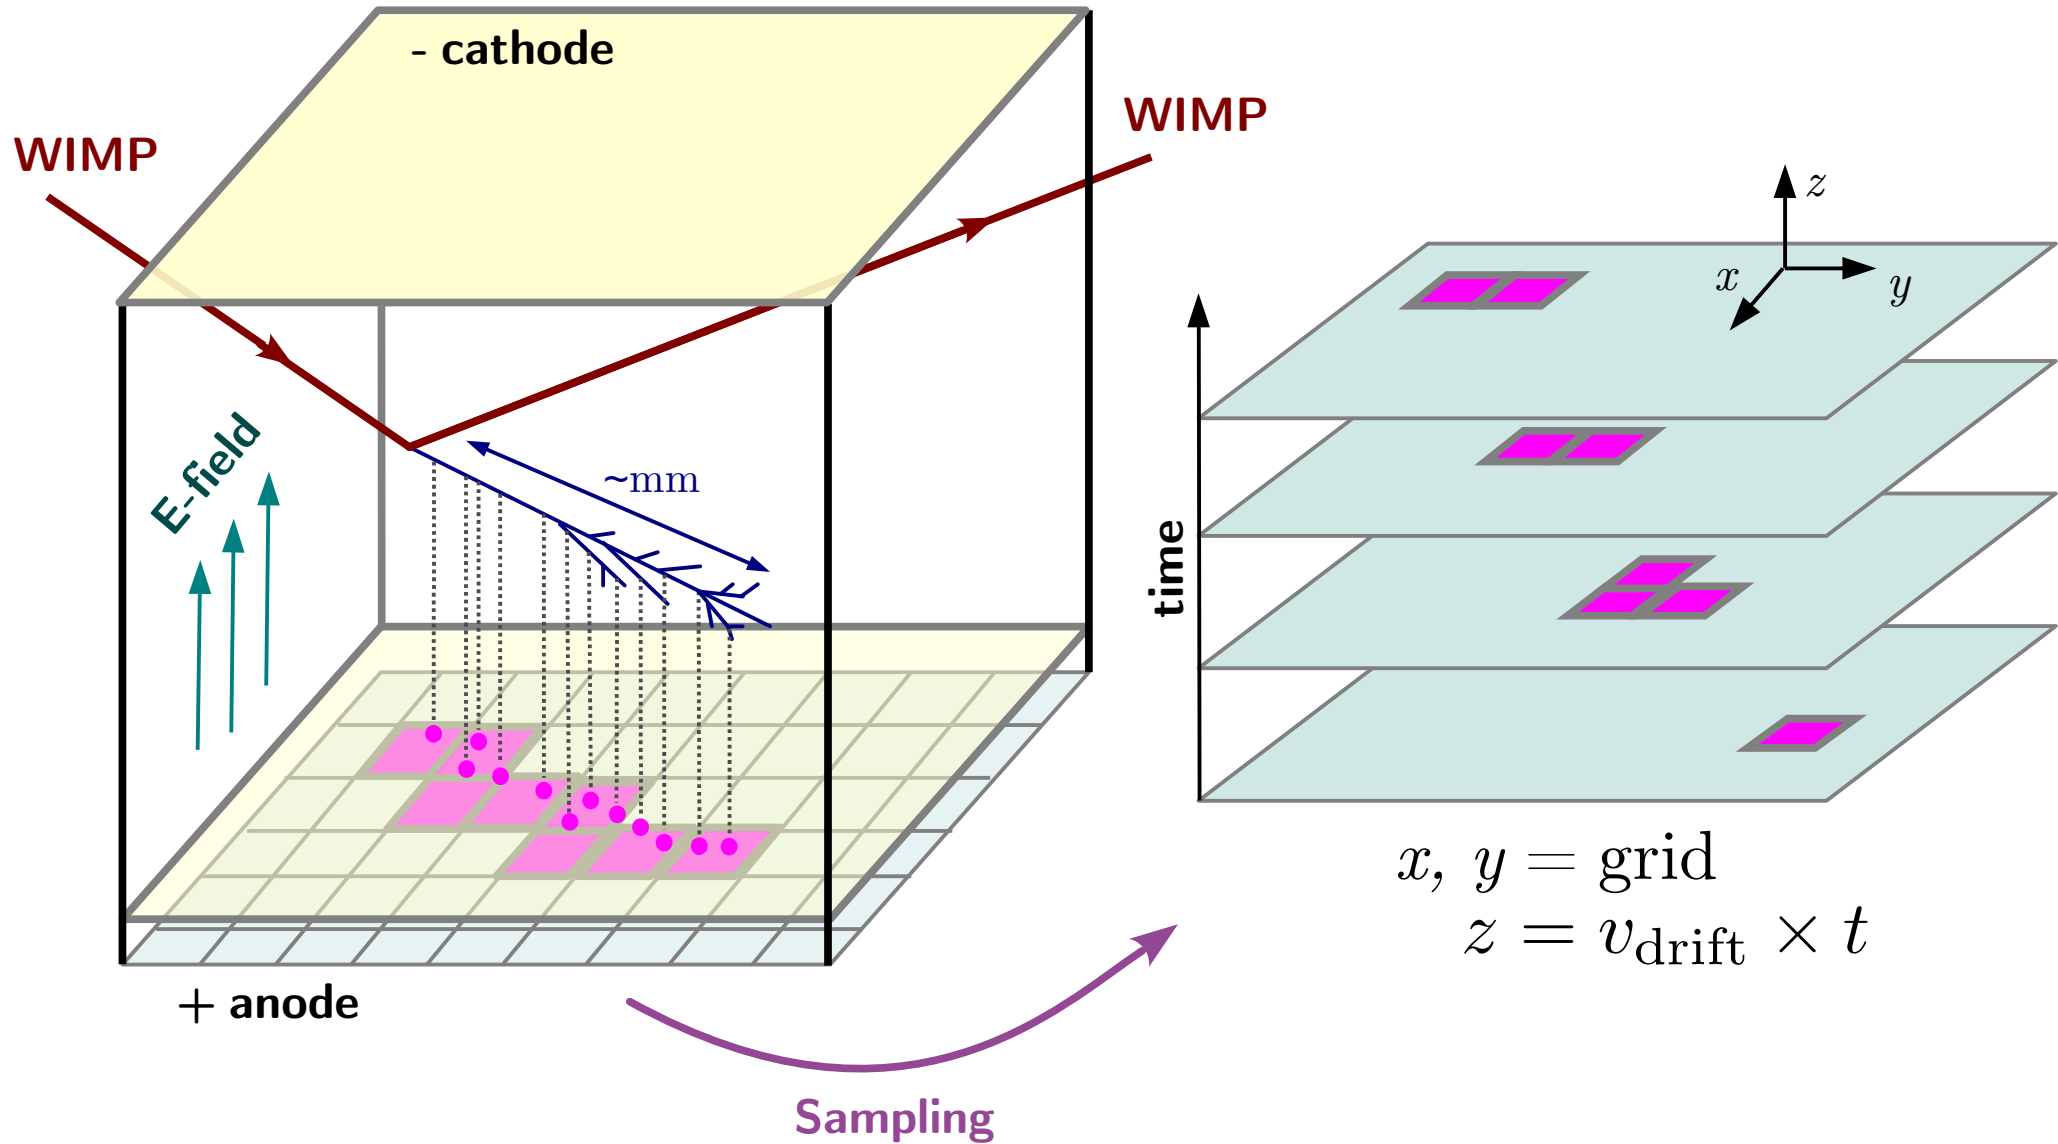 - cathode
WIMP
WIMP
E-field
~mm
+ anode
Sampling
time
z
x
y
x, y = grid
z = v_drift × t